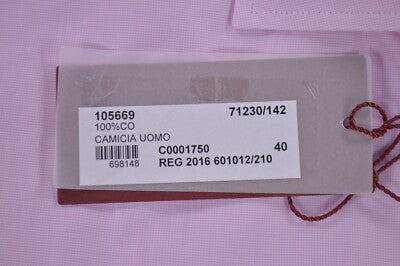 105669 71230/142
100%CO
CAMICIA UOMO
C0001750 40
698148 REG 2016 601012/210